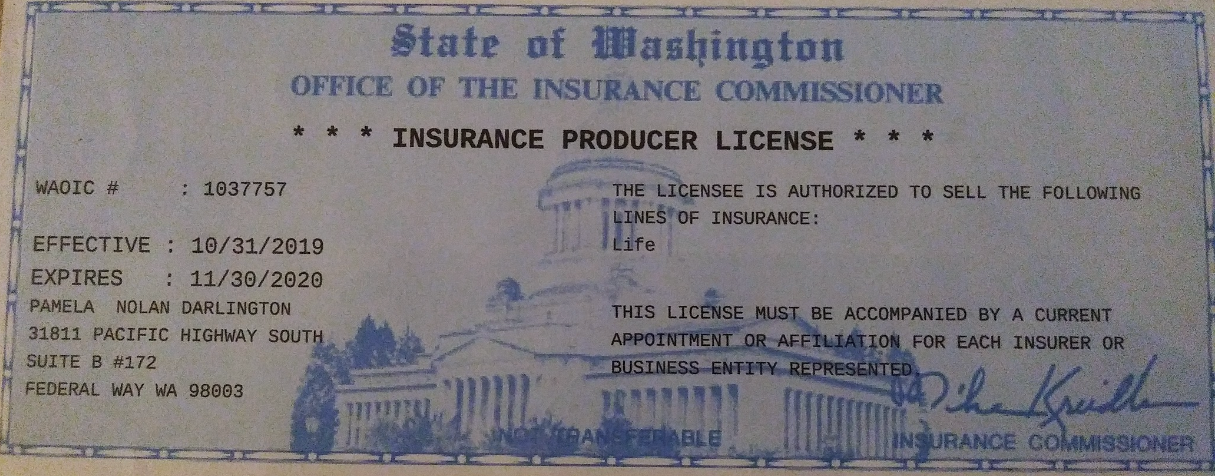 State of Washington
OFFICE OF THE INSURANCE COMMISSIONER
* * * INSURANCE PRODUCER LICENSE * * *
WAOIC # : 1037757
EFFECTIVE : 10/31/2019
EXPIRES : 11/30/2020
PAMELA NOLAN DARLINGTON
31811 PACIFIC HIGHWAY SOUTH
SUITE B #172
FEDERAL WAY WA 98003
THE LICENSEE IS AUTHORIZED TO SELL THE FOLLOWING
LINES OF INSURANCE:
Life
THIS LICENSE MUST BE ACCOMPANIED BY A CURRENT
APPOINTMENT OR AFFILIATION FOR EACH INSURER OR
BUSINESS ENTITY REPRESENTED.
Mike Kreidler
NOT TRANSFERABLE
INSURANCE COMMISSIONER